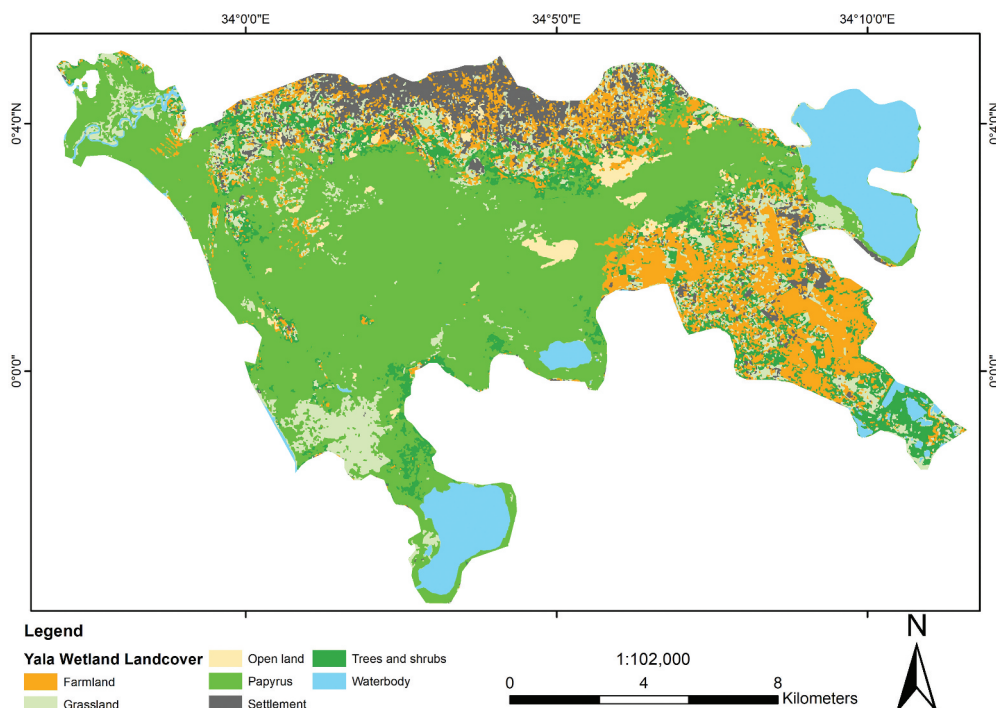 34°0'0"E 34°5'0"E 34°10'0"E
0°4'0"N 0°4'0"N
0°0'0" 0°0'0"
Legend
Yala Wetland Landcover
Farmland
Grassland
Open land
Papyrus
Settlement
Trees and shrubs
Waterbody
1:102,000
0 4 8
Kilometers
N